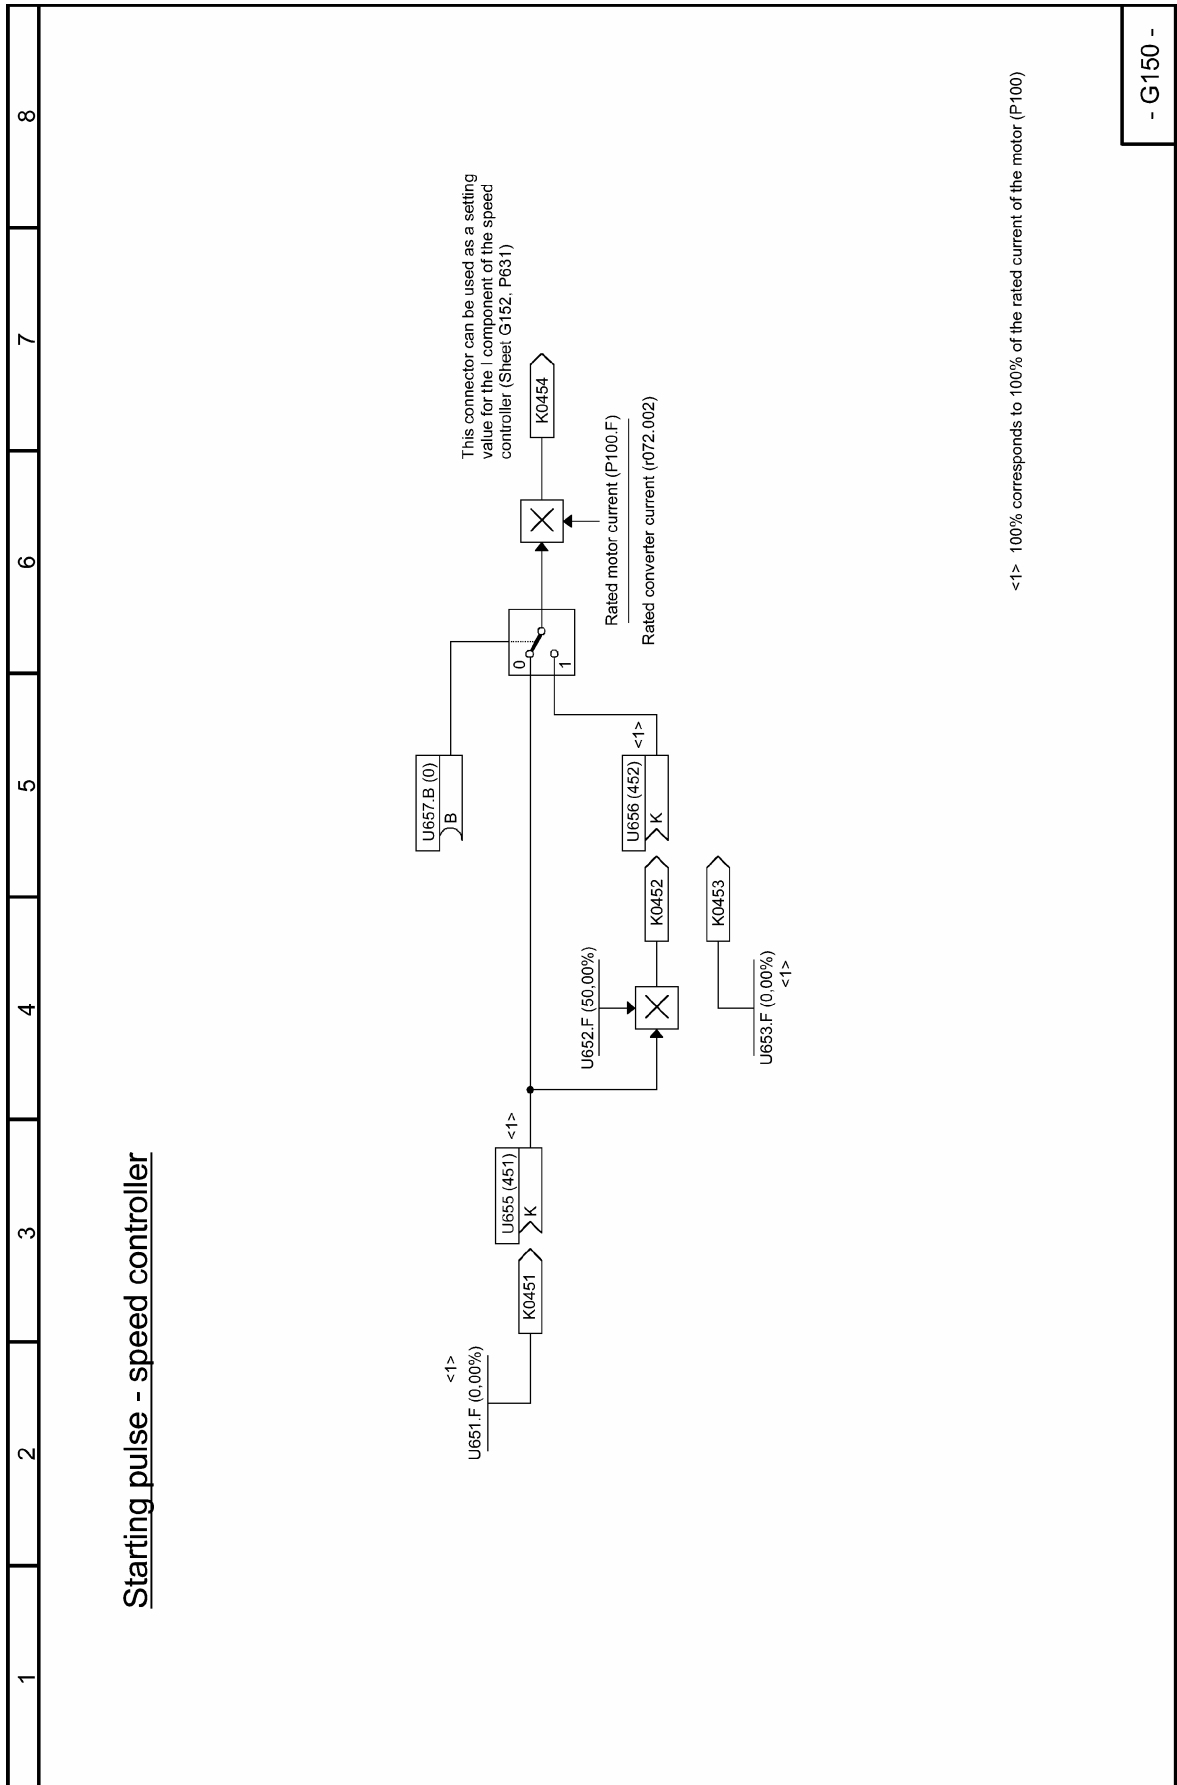 1 2 3 4 5 6 7 8
Starting pulse - speed controller
<1>
U651.F (0,00%)
K0451
U655 (451)
<1>
K
U652.F (50,00%)
K0452
U653.F (0,00%)
<1>
K0453
U657.B (0)
B
U656 (452)
<1>
K
0
1
Rated motor current (P100.F)
Rated converter current (r072.002)
K0454
This connector can be used as a setting
value for the I component of the speed
controller (Sheet G152, P631)
<1> 100% corresponds to 100% of the rated current of the motor (P100)
- G150 -